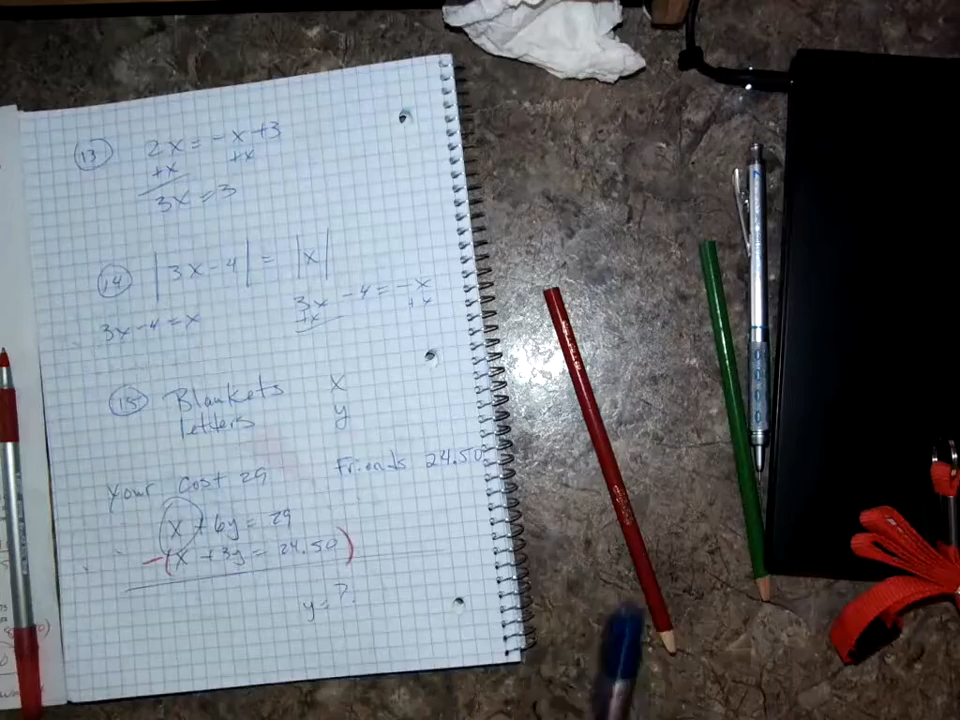 13
2x = -x + 3
+x +x
3x = 3
14
|3x - 4| = |x|
3x - 4 = x
3x - 4 = -x
+x +x
15 Blankets x
letters y
Your cost 29 Friends 24.50
x + 6y = 29
-(x + 3y = 24.50)
y = ?